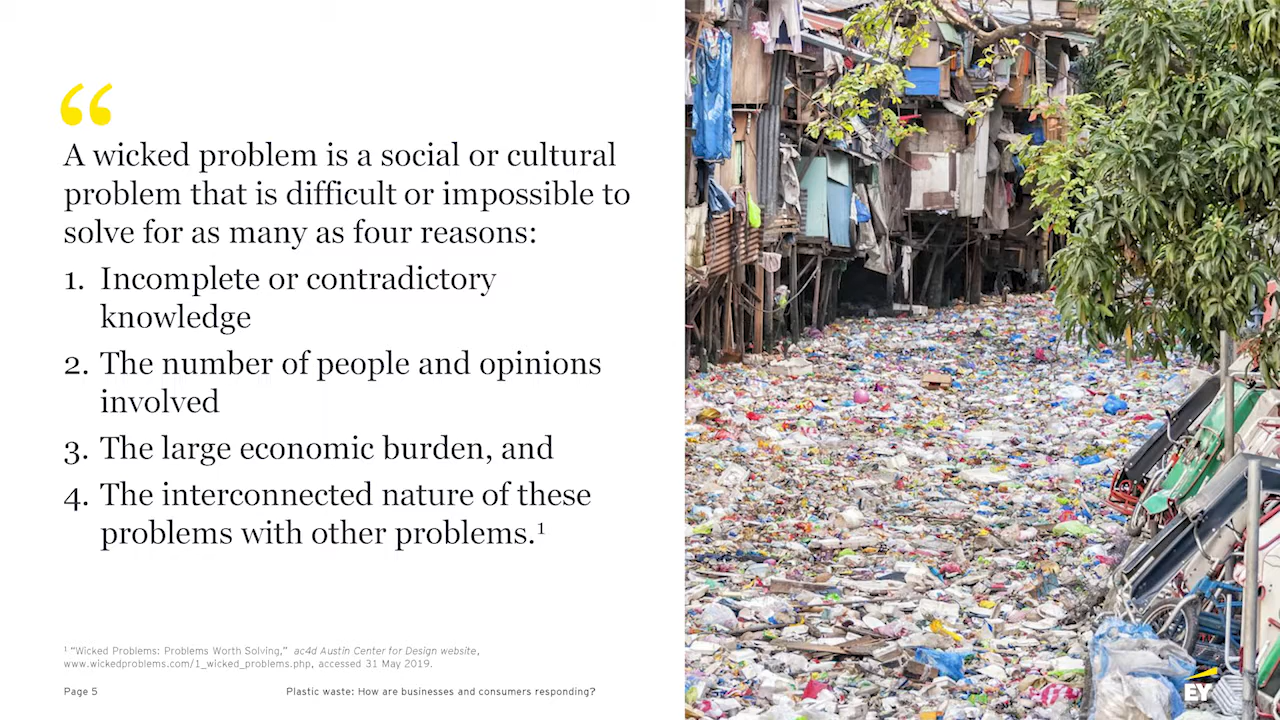 “
A wicked problem is a social or cultural
problem that is difficult or impossible to
solve for as many as four reasons:
1. Incomplete or contradictory
knowledge
2. The number of people and opinions
involved
3. The large economic burden, and
4. The interconnected nature of these
problems with other problems.¹
¹ “Wicked Problems: Problems Worth Solving,” ac4d Austin Center for Design website,
www.wickedproblems.com/1_wicked_problems.php, accessed 31 May 2019.
Page 5 Plastic waste: How are businesses and consumers responding?
EY